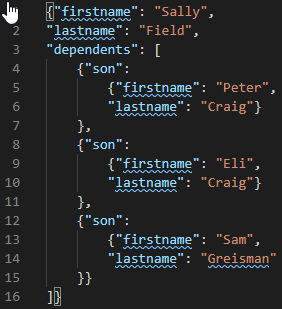 1 {"firstname": "Sally",
2 "lastname": "Field",
3 "dependents": [
4     {"son":
5         {"firstname": "Peter",
6         "lastname": "Craig"}
7     },
8     {"son":
9         {"firstname": "Eli",
10         "lastname": "Craig"}
11     },
12     {"son":
13         {"firstname": "Sam",
14         "lastname": "Greisman"
15     }}
16 ]}